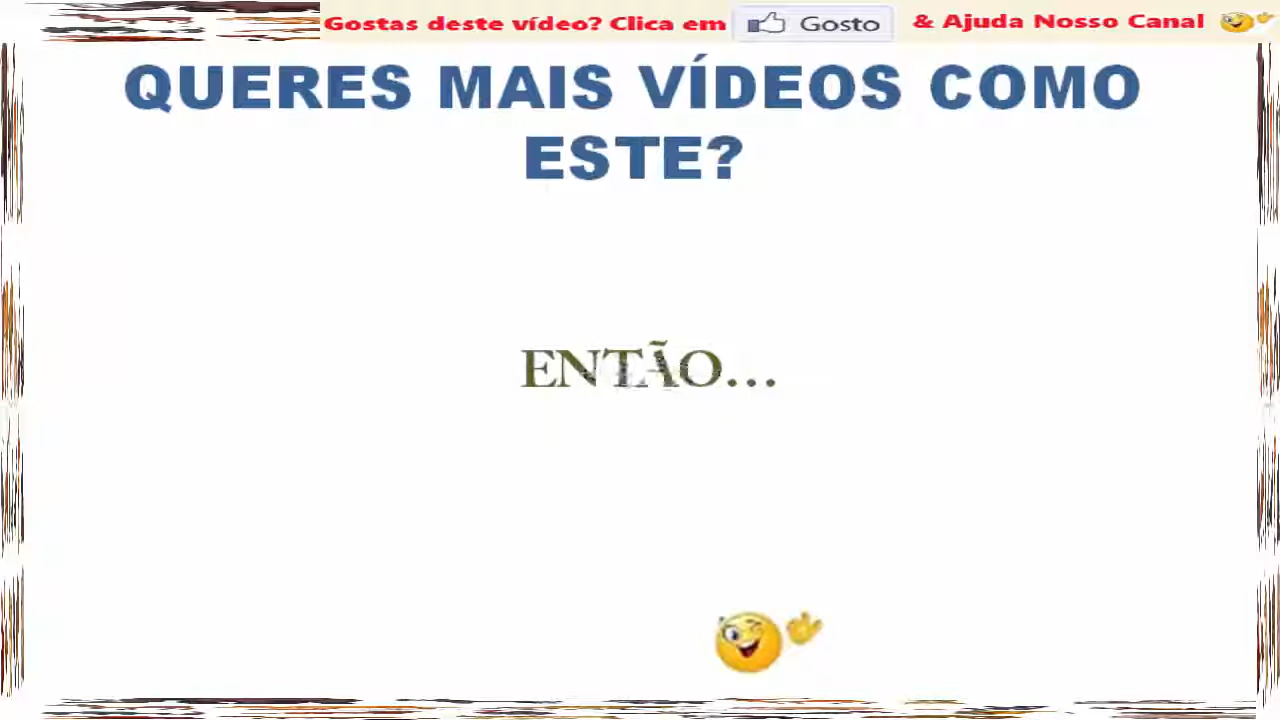 Gostas deste vídeo? Clica em Gosto & Ajuda Nosso Canal
QUERES MAIS VÍDEOS COMO
ESTE?
ENTÃO...